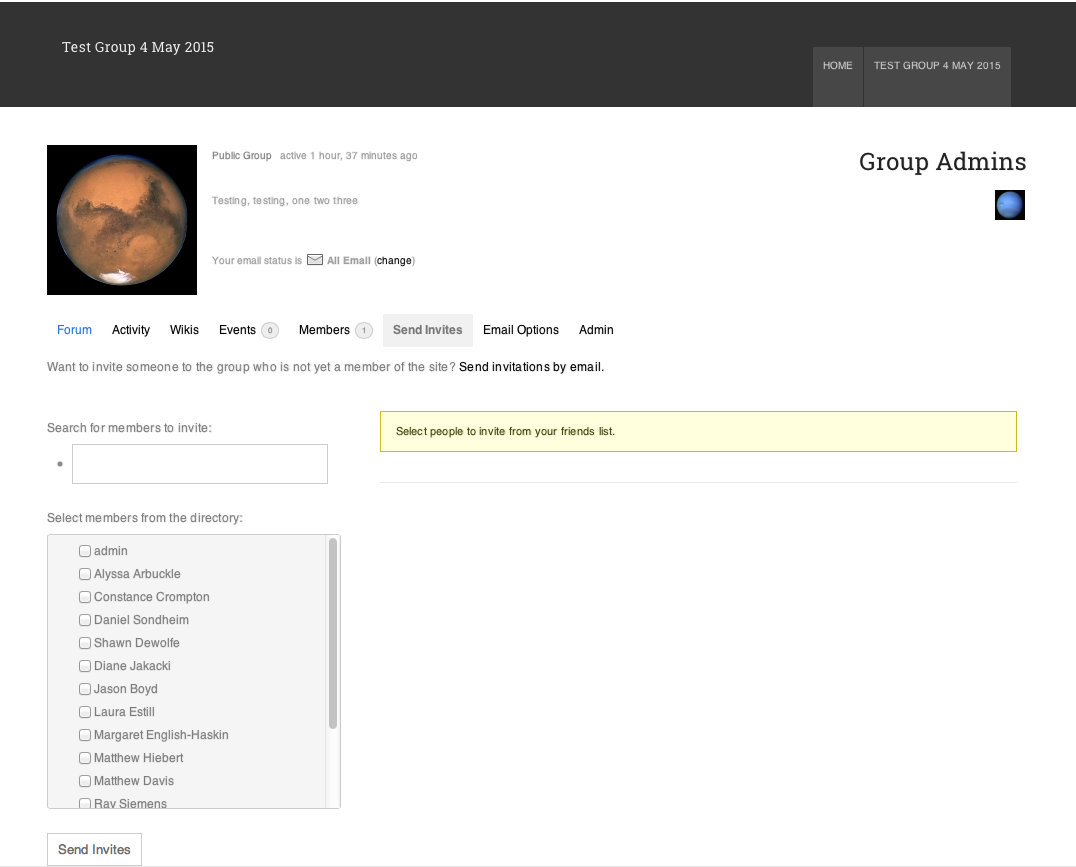 Test Group 4 May 2015
HOME
TEST GROUP 4 MAY 2015
Public Group active 1 hour, 37 minutes ago
Group Admins
Testing, testing, one two three
Your email status is All Email (change)
Forum Activity Wikis Events 0 Members 1 Send Invites Email Options Admin
Want to invite someone to the group who is not yet a member of the site? Send invitations by email.
Search for members to invite:
Select people to invite from your friends list.
Select members from the directory:
admin
Alyssa Arbuckle
Constance Crompton
Daniel Sondheim
Shawn Dewolfe
Diane Jakacki
Jason Boyd
Laura Estill
Margaret English-Haskin
Matthew Hiebert
Matthew Davis
Ray Siemens
Send Invites